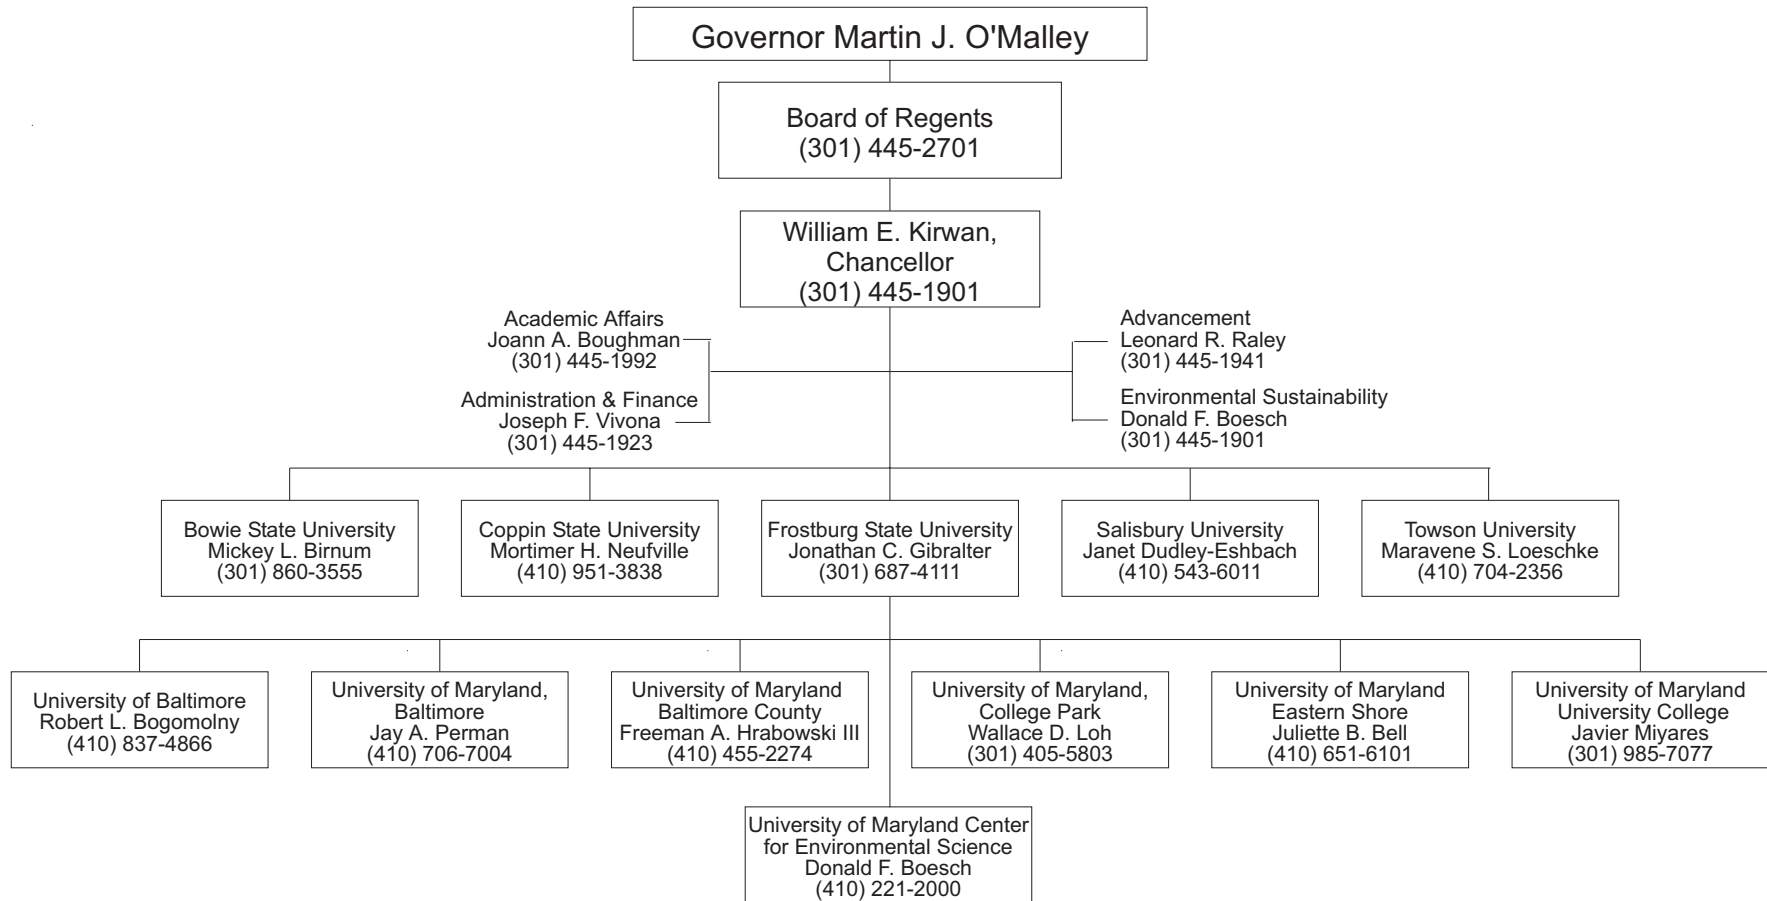 Governor Martin J. O'Malley
Board of Regents
(301) 445-2701
William E. Kirwan,
Chancellor
(301) 445-1901
Academic Affairs
Joann A. Boughman
(301) 445-1992
Administration & Finance
Joseph F. Vivona
(301) 445-1923
Advancement
Leonard R. Raley
(301) 445-1941
Environmental Sustainability
Donald F. Boesch
(301) 445-1901
Bowie State University
Mickey L. Birnum
(301) 860-3555
Coppin State University
Mortimer H. Neufville
(410) 951-3838
Frostburg State University
Jonathan C. Gibralter
(301) 687-4111
Salisbury University
Janet Dudley-Eshbach
(410) 543-6011
Towson University
Maravene S. Loeschke
(410) 704-2356
University of Baltimore
Robert L. Bogomolny
(410) 837-4866
University of Maryland,
Baltimore
Jay A. Perman
(410) 706-7004
University of Maryland
Baltimore County
Freeman A. Hrabowski III
(410) 455-2274
University of Maryland,
College Park
Wallace D. Loh
(301) 405-5803
University of Maryland
Eastern Shore
Juliette B. Bell
(410) 651-6101
University of Maryland
University College
Javier Miyares
(301) 985-7077
University of Maryland Center
for Environmental Science
Donald F. Boesch
(410) 221-2000